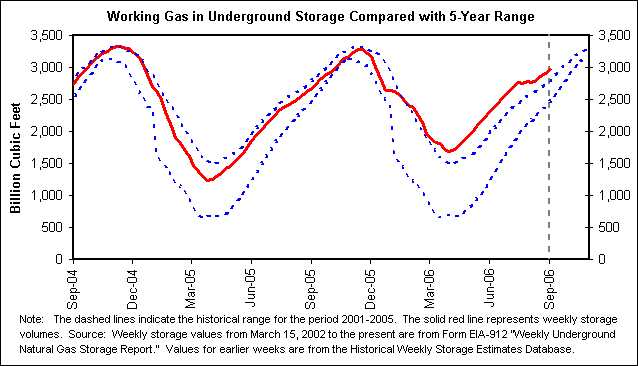 Working Gas in Underground Storage Compared with 5-Year Range
3,500 3,500
3,000 3,000
2,500 2,500
2,000 2,000
1,500 1,500
1,000 1,000
500 500
0 0
Billion Cubic Feet
Sep-04 Dec-04 Mar-05 Jun-05 Sep-05 Dec-05 Mar-06 Jun-06 Sep-06
Note: The dashed lines indicate the historical range for the period 2001-2005. The solid red line represents weekly storage
volumes. Source: Weekly storage values from March 15, 2002 to the present are from Form EIA-912 "Weekly Underground
Natural Gas Storage Report." Values for earlier weeks are from the Historical Weekly Storage Estimates Database.